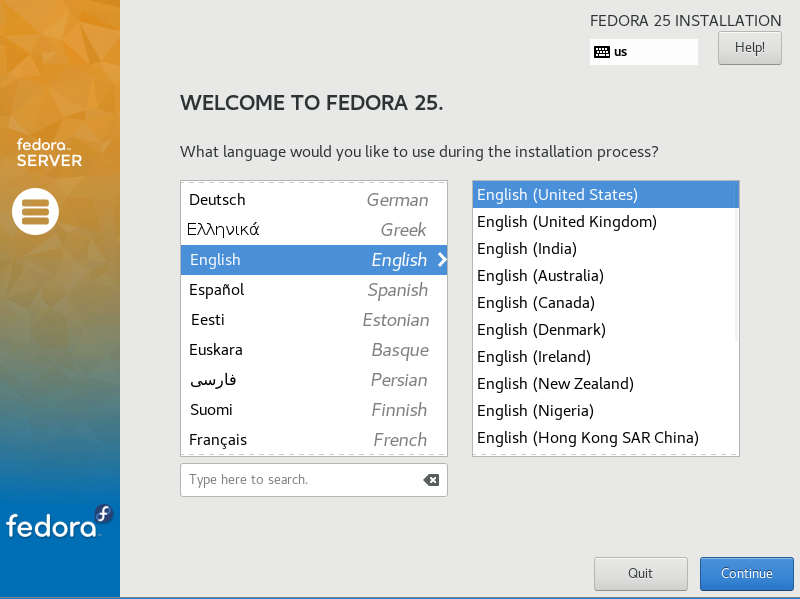 FEDORA 25 INSTALLATION
us
Help!
fedora
SERVER
WELCOME TO FEDORA 25.
What language would you like to use during the installation process?
Deutsch German
Ελληνικά Greek
English English
Español Spanish
Eesti Estonian
Euskara Basque
فارسی Persian
Suomi Finnish
Français French
Type here to search.
English (United States)
English (United Kingdom)
English (India)
English (Australia)
English (Canada)
English (Denmark)
English (Ireland)
English (New Zealand)
English (Nigeria)
English (Hong Kong SAR China)
fedora
Quit
Continue